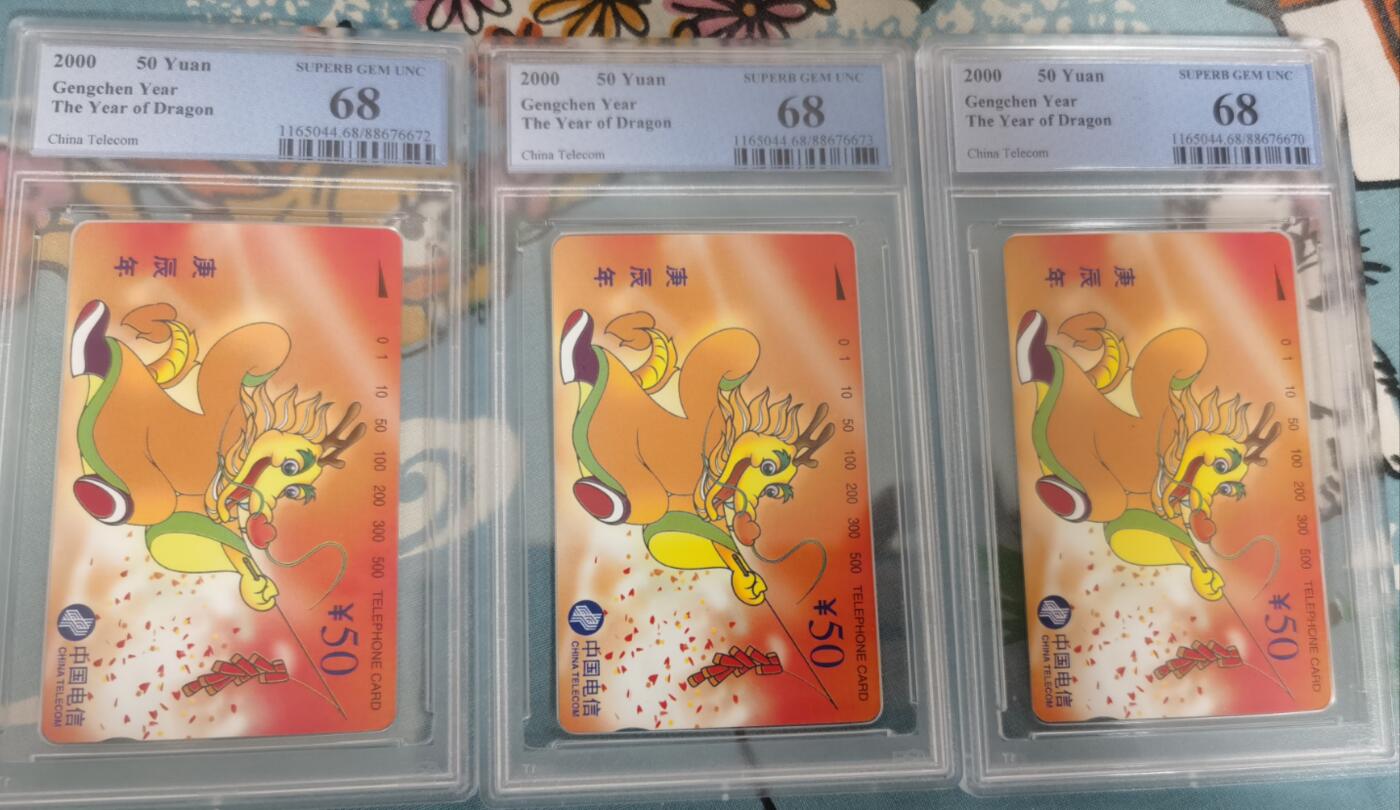 2000 50 Yuan SUPERB GEM UNC
Gengchen Year 68
The Year of Dragon
1165044.68/88676672
China Telecom
庚辰年
0 1 10 50 100 200 300 500 TELEPHONE CARD
¥50
中国电信
CHINA TELECOM
2000 50 Yuan SUPERB GEM UNC
Gengchen Year 68
The Year of Dragon
1165044.68/88676673
China Telecom
庚辰年
0 1 10 50 100 200 300 500 TELEPHONE CARD
¥50
中国电信
CHINA TELECOM
2000 50 Yuan SUPERB GEM UNC
Gengchen Year 68
The Year of Dragon
1165044.68/88676670
China Telecom
庚辰年
0 1 10 50 100 200 300 500 TELEPHONE CARD
¥50
中国电信
CHINA TELECOM